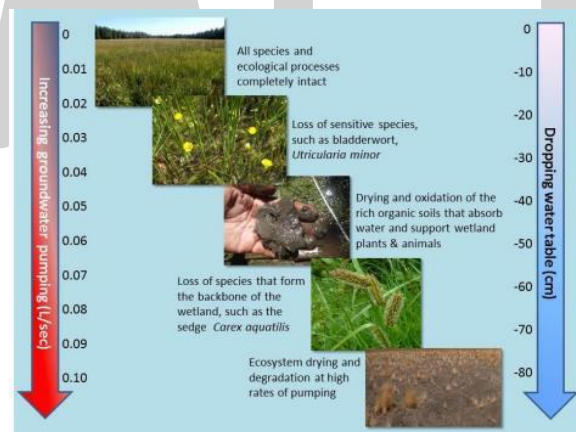 0
0.01
0.02
0.03
0.04
0.05
0.06
0.07
0.08
0.09
0.10
Increasing groundwater pumping (L/sec)
All species and
ecological processes
completely intact
Loss of sensitive species,
such as bladderwort,
Utricularia minor
Drying and oxidation of the
rich organic soils that absorb
water and support wetland
plants & animals
Loss of species that form
the backbone of the
wetland, such as the
sedge Carex aquatilis
Ecosystem drying and
degradation at high
rates of pumping
0
-10
-20
-30
-40
-50
-60
-70
-80
Dropping water table (cm)